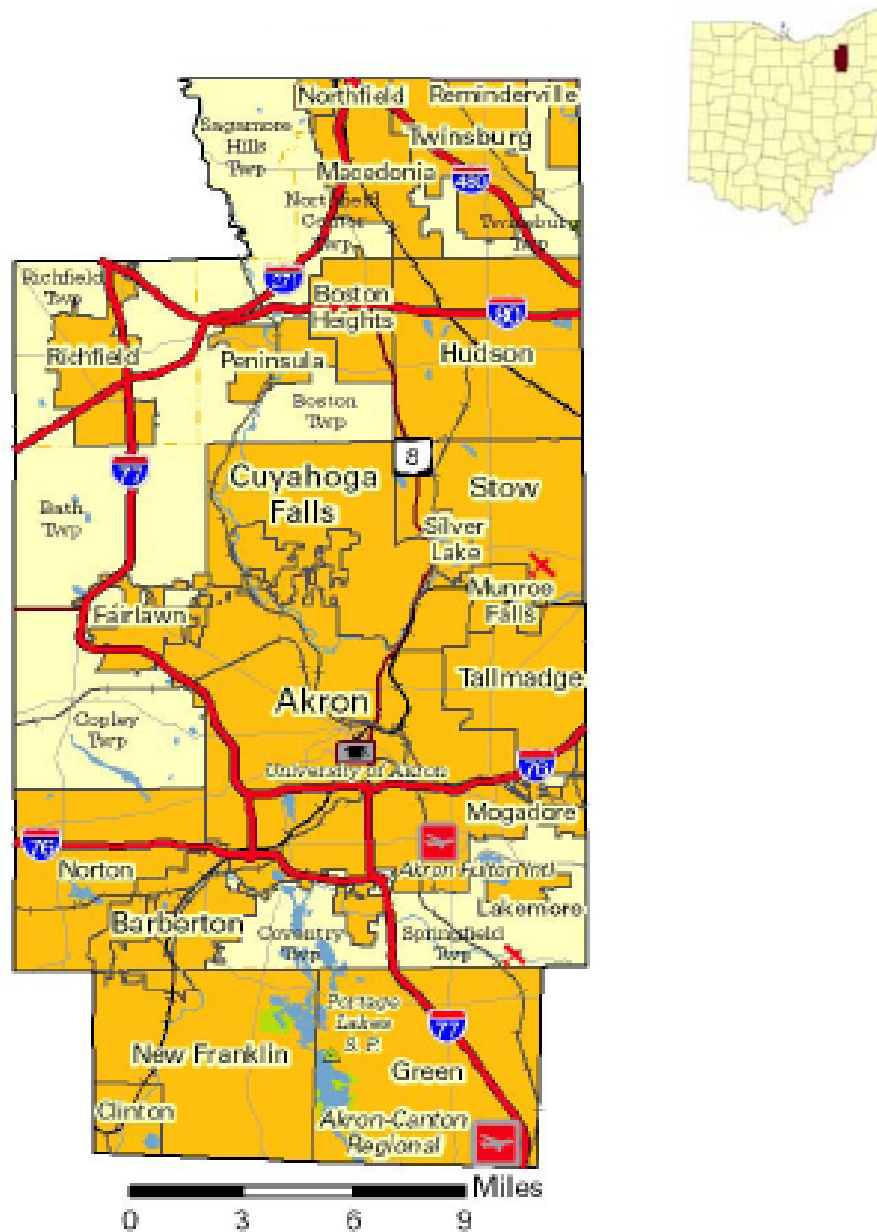 Northfield
Reminderville
Sagamore
Hills
Twp
Twinsburg
Macedonia
480
Northfield
Center
Twp
Twinsburg
Twp
Richfield
Twp
271
Boston
Heights
80
Richfield
Peninsula
Hudson
Boston
Twp
8
77
Cuyahoga
Falls
Stow
Bath
Twp
Silver
Lake
Munroe
Falls
Fairlawn
Tallmadge
Akron
Copley
Twp
University of Akron
76
Mogadore
76
Norton
Akron Fulton Intl
Lakemore
Barberton
Coventry
Twp
Springfield
Twp
Portage
Lakes
S. P.
77
New Franklin
Green
Clinton
Akron-Canton
Regional
Miles
0 3 6 9